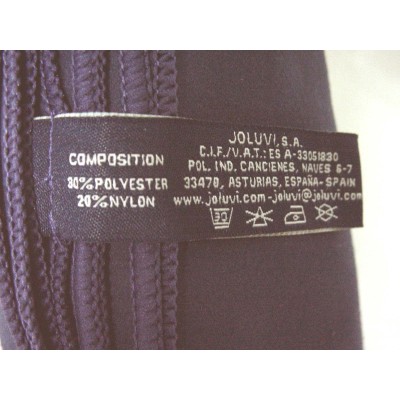 COMPOSITION
80%POLYESTER
20%NYLON
JOLUVI, S.A.
C.I.F./V.A.T.: ES A-33051830
POL. IND. CANCIENES, NAVES 6-7
33470, ASTURIAS, ESPAÑA-SPAIN
www.joluvi.com-joluvi@joluvi.com